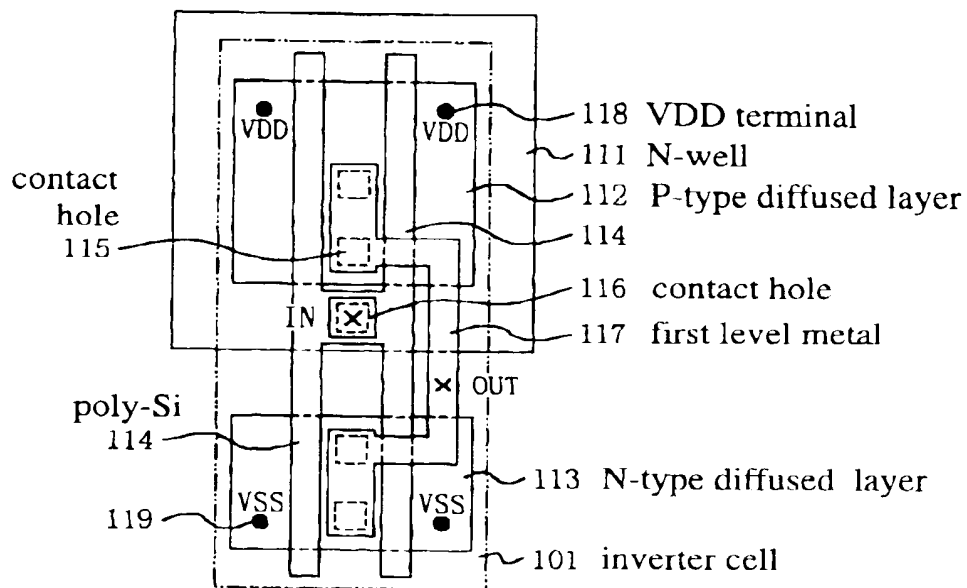 VDD
VDD
118 VDD terminal
111 N-well
112 P-type diffused layer
contact
hole
115
114
IN
116 contact hole
117 first level metal
OUT
poly-Si
114
113 N-type diffused layer
VSS
VSS
119
101 inverter cell